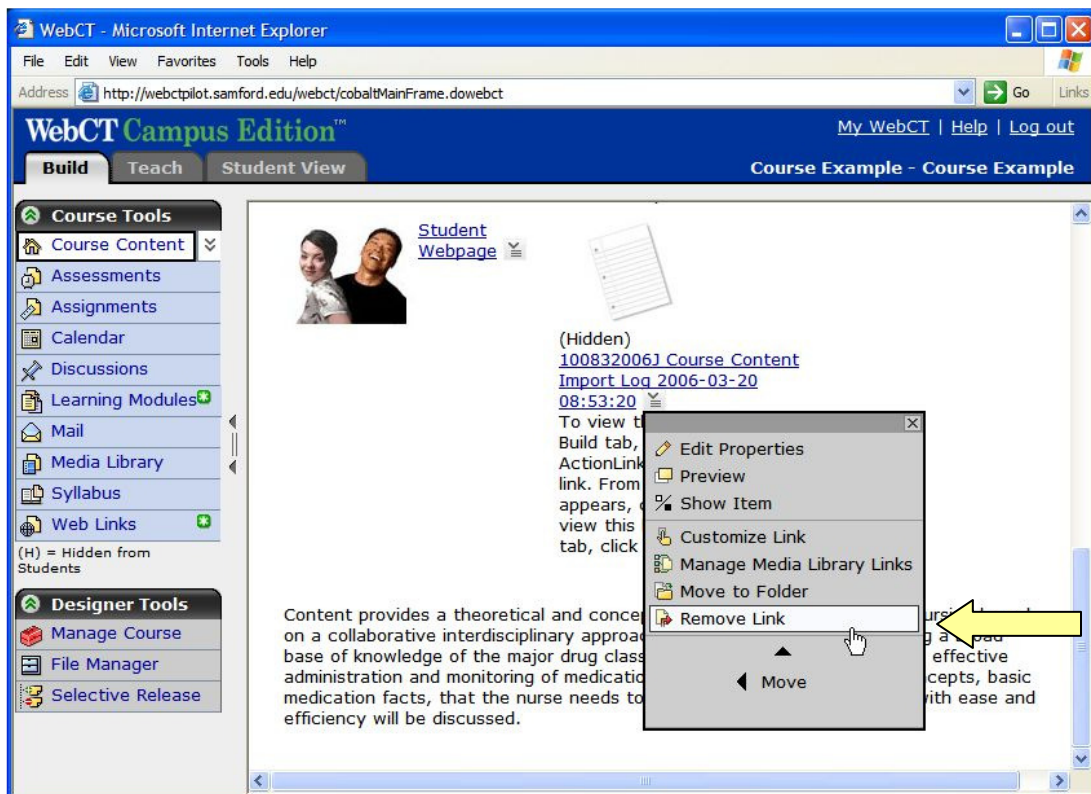 WebCT - Microsoft Internet Explorer
File Edit View Favorites Tools Help
Address http://webctpilot.samford.edu/webct/cobaltMainFrame.dowebct Go Links
WebCT Campus Edition™
My WebCT | Help | Log out
Build Teach Student View
Course Example - Course Example
Course Tools
Course Content
Assessments
Assignments
Calendar
Discussions
Learning Modules
Mail
Media Library
Syllabus
Web Links
(H) = Hidden from
Students
Designer Tools
Manage Course
File Manager
Selective Release
Student
Webpage
(Hidden)
100832006J Course Content
Import Log 2006-03-20
08:53:20
To view
Build tab,
ActionLink
link. From
appears,
view this
tab, click
Edit Properties
Preview
Show Item
Customize Link
Manage Media Library Links
Move to Folder
Remove Link
Move
Content provides a theoretical and
on a collaborative interdisciplinary
base of knowledge of the major drug effective
administration and monitoring of basic
medication facts, that the nurse needs to with ease and
efficiency will be discussed.